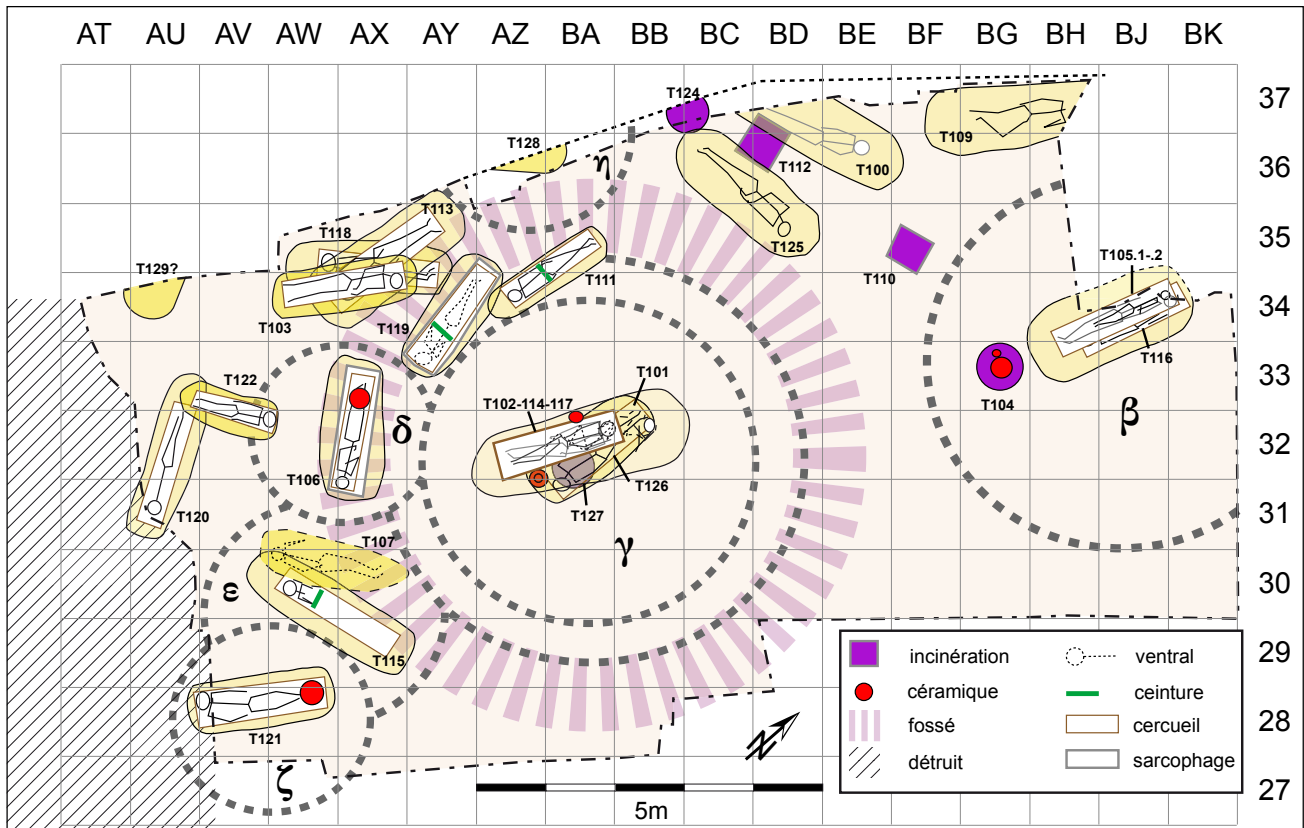 AT AU AV AW AX AY AZ BA BB BC BD BE BF BG BH BJ BK
37
T124
T109
T128
36
η
T112
T100
T113
T118
T125
35
T129?
T111
T110
T105.1-.2
34
T103
T119
T116
T122
T101
33
T104
T102-114-117
δ
β
32
T106
T126
T120
T127
31
T107
γ
ε
30
T115
29
incinération
ventral
céramique
ceinture
28
T121
fossé
cercueil
N
détruit
sarcophage
ζ
27
5m